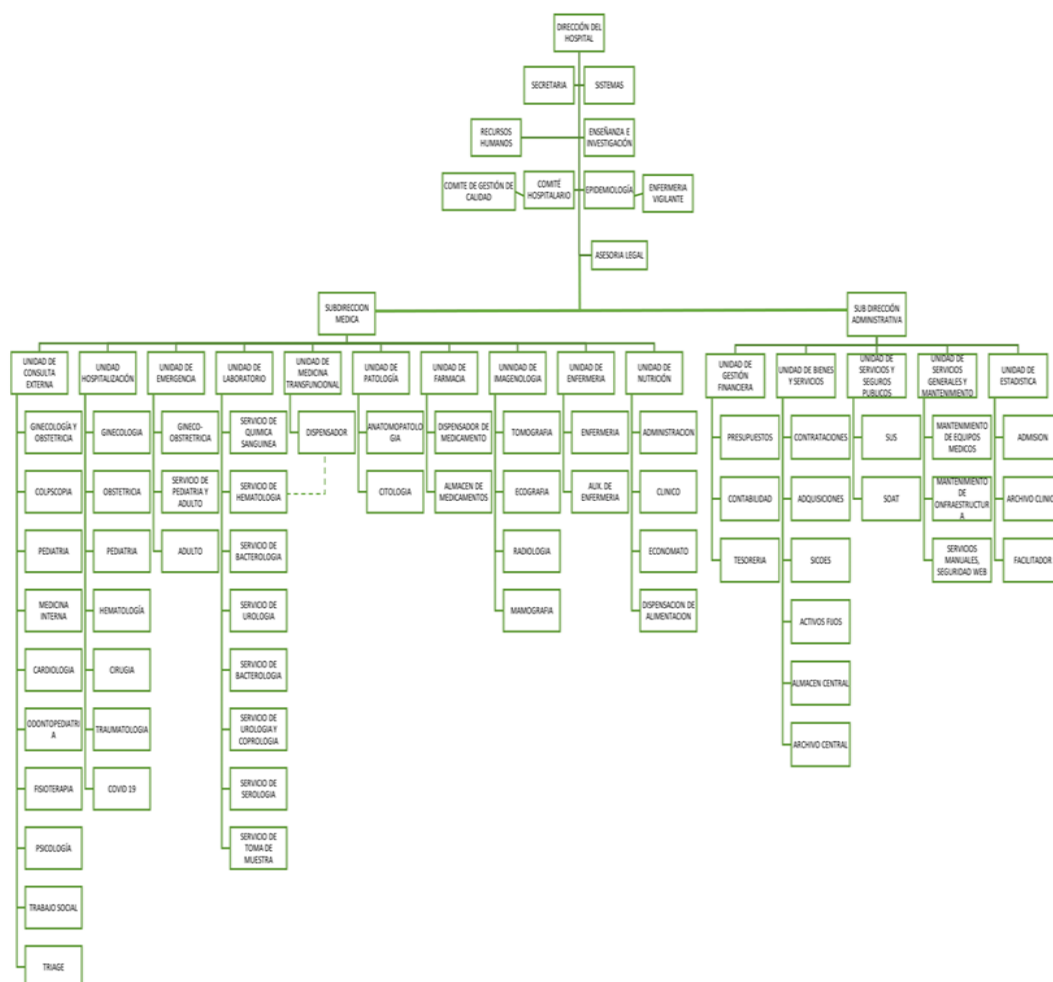 DIRECCIÓN DEL
HOSPITAL
SECRETARIA
SISTEMAS
RECURSOS
HUMANOS
ENSEÑANZA E
INVESTIGACIÓN
COMITE DE GESTIÓN DE
CALIDAD
COMITÉ
HOSPITALARIO
EPIDEMIOLOGÍA
ENFERMERIA
VIGILANTE
ASESORIA LEGAL
SUBDIRECCION
MEDICA
SUB DIRECCIÓN
ADMINISTRATIVA
UNIDAD DE
CONSULTA
EXTERNA
UNIDAD
HOSPITALIZACIÓN
UNIDAD DE
EMERGENCIA
UNIDAD DE
LABORATORIO
UNIDAD DE
MEDICINA
TRANSFUNCIONAL
UNIDAD DE
PATOLOGÍA
UNIDAD DE
FARMACIA
UNNIDAD DE
IMAGENOLOGIA
UNIDAD DE
ENFERMERIA
UNIDAD DE
NUTRICIÓN
UNIDAD DE
GESTIÓN
FINANCIERA
UNIDAD DE BIENES
Y SERVICIOS
UNIDAD DE
SERVICIOS Y
SEGUROS
PUBLICOS
UNIDAD DE
SERVICIOS
GENERALES Y
MANTENIMIENTO
UNIDAD DE
ESTADISTICA
GINECOLOGÍA Y
OBSTETRICIA
GINECOLOGIA
GINECO-
OBSTRETRICIA
SERVICIO DE
QUIMICA
SANGUINEA
DISPENSADOR
ANATOMOPATOLO
GIA
DISPENSADOR DE
MEDICAMENTO
TOMOGRAFIA
ENFERMERIA
ADMINISTRACION
PRESUPUESTOS
CONTRATACIONES
SUS
MANTENIMIENTO
DE EQUIPOS
MEDICOS
ADMISION
COLPSCOPIA
OBSTETRICIA
SERVICIO DE
PEDIATRIA Y
ADULTO
SERVICIO DE
HEMATOLOGIA
CITOLOGIA
ALMACEN DE
MEDICAMENTOS
ECOGRAFIA
AUX. DE
ENFERMERIA
CLINICO
CONTABILIDAD
ADQUISICIONES
SOAT
MANTENIMIENTO
DE
ONFRAESTRUCTUR
A
ARCHIVO CLINIC
PEDIATRIA
PEDIATRIA
ADULTO
SERVICIO DE
BACTEROLOGIA
RADIOLOGIA
ECONOMATO
TESORERIA
SICOES
SERVICIOS
MANUALES,
SEGURIDAD WEB
FACILITADOR
MEDICINA
INTERNA
HEMATOLOGÍA
SERVICIO DE
UROLOGIA
MAMOGRAFIA
DISPENSACION DE
ALIMENTACION
ACTIVOS FIJOS
CARDIOLOGIA
CIRUGIA
SERVICIO DE
BACTEROLOGIA
ALMACEN CENTRAL
ODONTOPEDIATRI
A
TRAUMATOLOGIA
SERVICIO DE
UROLOGIA Y
COPROLOGIA
ARCHIVO CENTRAL
FISIOTERAPIA
COVID 19
SERVICIO DE
SEROLOGIA
PSICOLOGÍA
SERVICIO DE
TOMA DE
MUESTRA
TRABAJO SOCIAL
TRIAGE